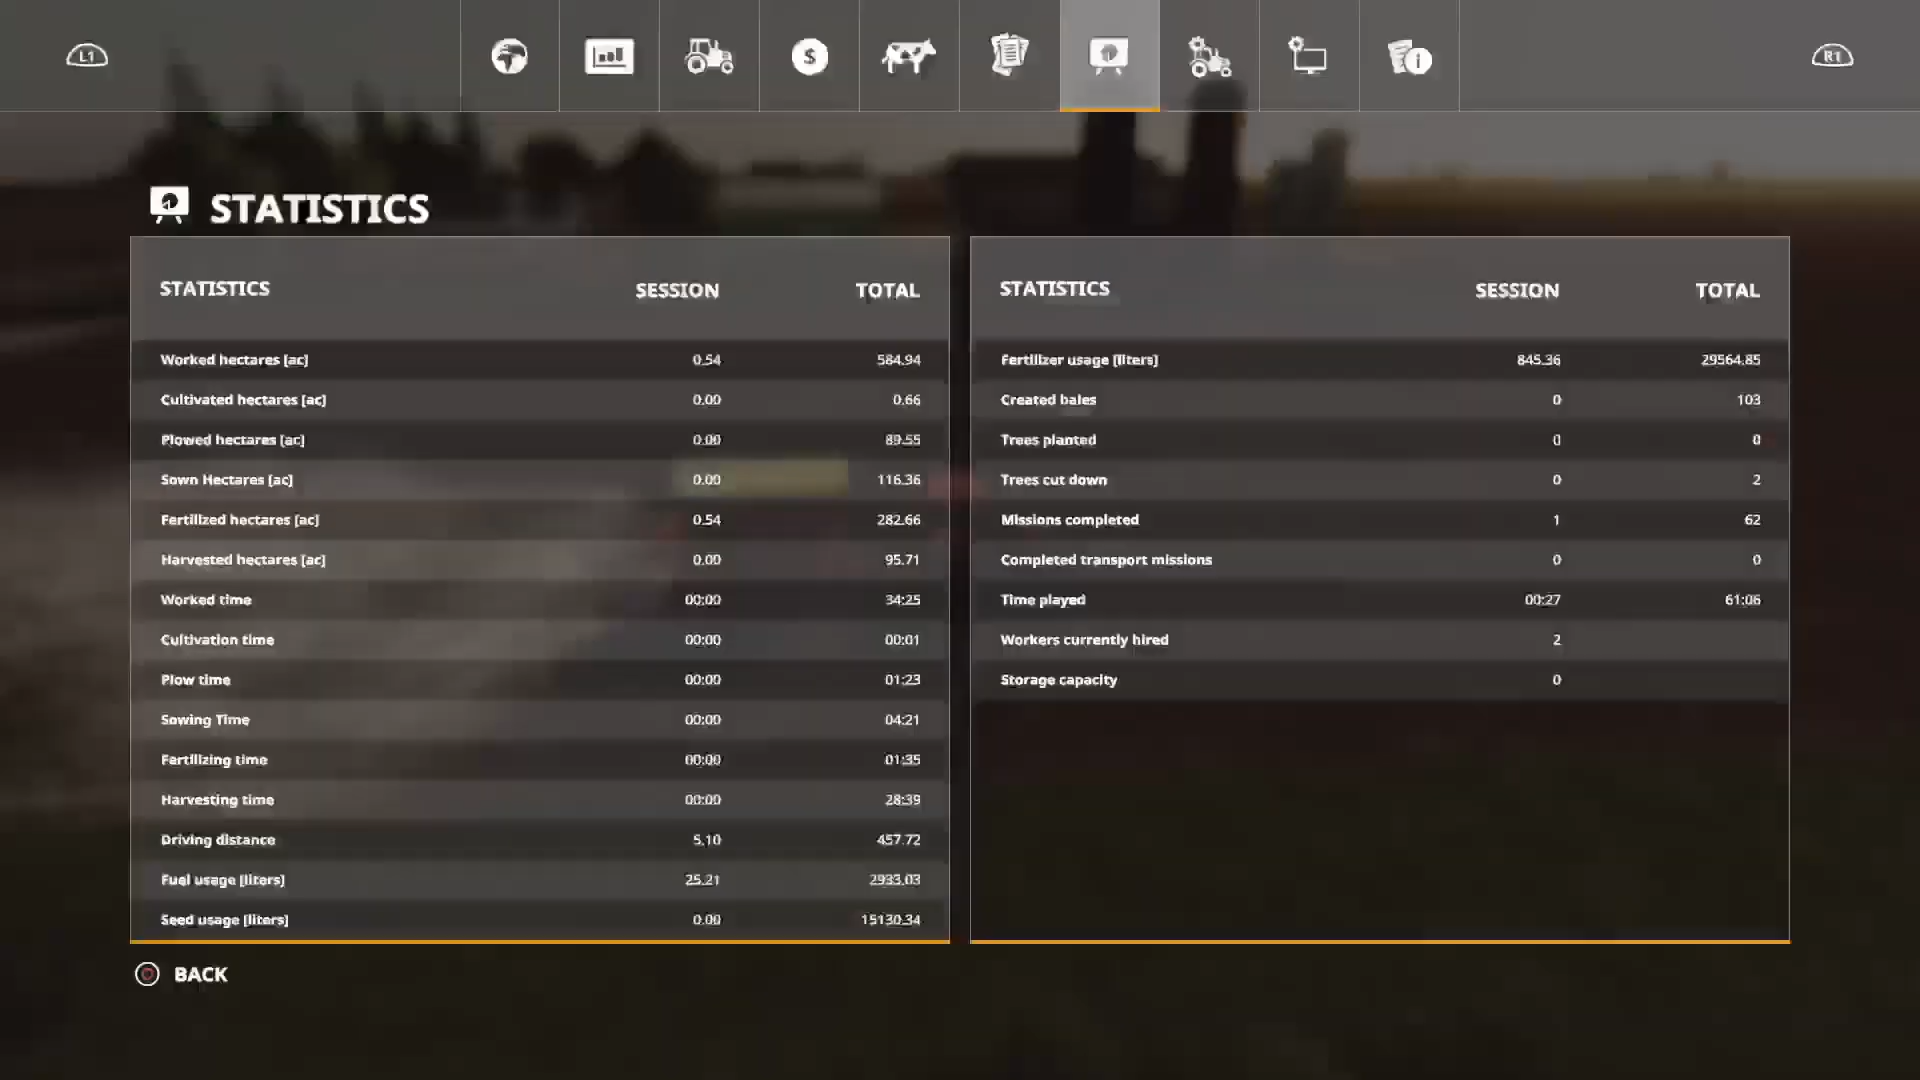 L1
R1
STATISTICS
STATISTICS SESSION TOTAL
Worked hectares [ac] 0.54 584.94
Cultivated hectares [ac] 0.00 0.66
Plowed hectares [ac] 0.00 89.55
Sown Hectares [ac] 0.00 116.36
Fertilized hectares [ac] 0.54 282.66
Harvested hectares [ac] 0.00 95.71
Worked time 00:00 34:25
Cultivation time 00:00 00:01
Plow time 00:00 01:23
Sowing Time 00:00 04:21
Fertilizing time 00:00 01:35
Harvesting time 00:00 28:39
Driving distance 5.10 457.72
Fuel usage [liters] 25.21 2933.03
Seed usage [liters] 0.00 15130.34
STATISTICS SESSION TOTAL
Fertilizer usage [liters] 845.36 29564.85
Created bales 0 103
Trees planted 0 0
Trees cut down 0 2
Missions completed 1 62
Completed transport missions 0 0
Time played 00:27 61:06
Workers currently hired 2
Storage capacity 0
BACK